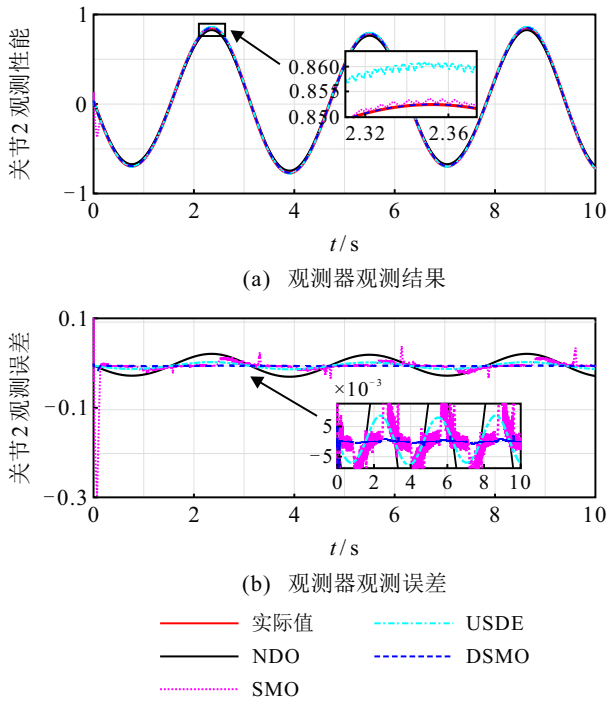 关节2 观测性能
1
0
−1
0.860
0.855
0.850
2.32
2.36
0
2
4
6
8
10
t/s
(a) 观测器观测结果
关节2 观测误差
0.1
−0.1
−0.3
×10⁻³
5
−5
0 2 4 6 8 10
0
2
4
6
8
10
t/s
(b) 观测器观测误差
实际值
USDE
NDO
DSMO
SMO